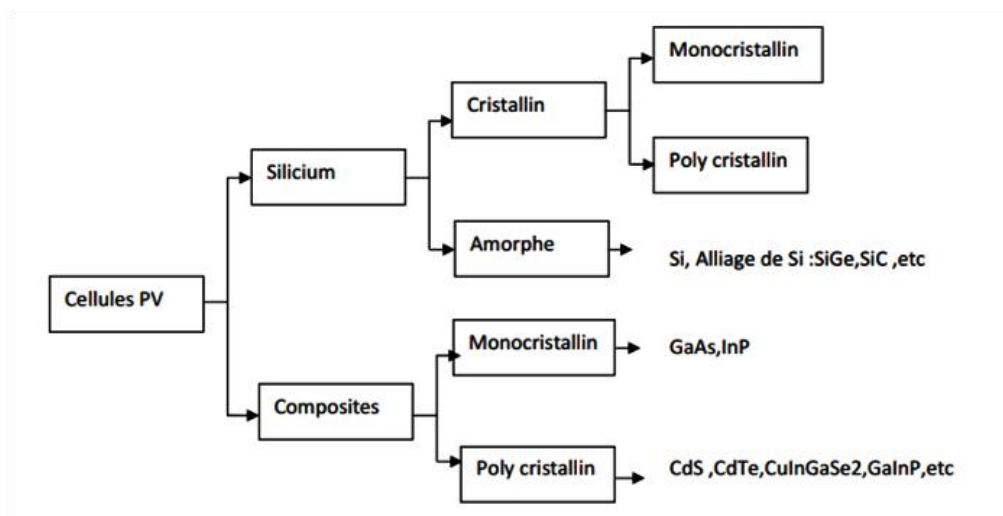 Monocristallin
Cristallin
Poly cristallin
Silicium
Amorphe
Si, Alliage de Si :SiGe,SiC ,etc
Cellules PV
Monocristallin
GaAs,InP
Composites
Poly cristallin
CdS ,CdTe,CuInGaSe2,GaInP,etc